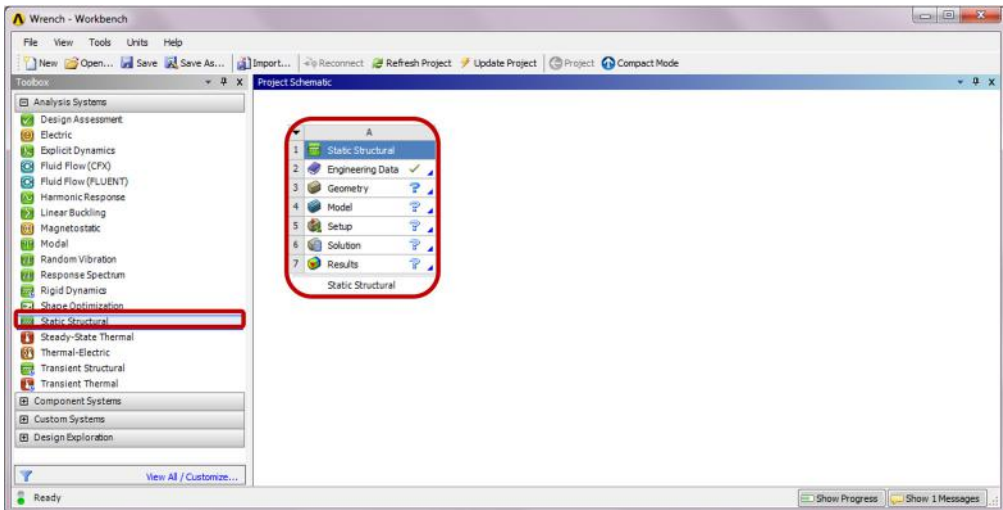 Wrench - Workbench
File View Tools Units Help
New Open... Save Save As... Import... Reconnect Refresh Project Update Project Project Compact Mode
Toolbox
Project Schematic
Analysis Systems
Design Assessment
Electric
Explicit Dynamics
Fluid Flow (CFX)
Fluid Flow (FLUENT)
Harmonic Response
Linear Buckling
Magnetostatic
Modal
Random Vibration
Response Spectrum
Rigid Dynamics
Shape Optimization
Static Structural
Steady-State Thermal
Thermal-Electric
Transient Structural
Transient Thermal
Component Systems
Custom Systems
Design Exploration
View All / Customize...
A
1 Static Structural
2 Engineering Data
3 Geometry
4 Model
5 Setup
6 Solution
7 Results
Static Structural
Ready
Show Progress
Show 1 Messages